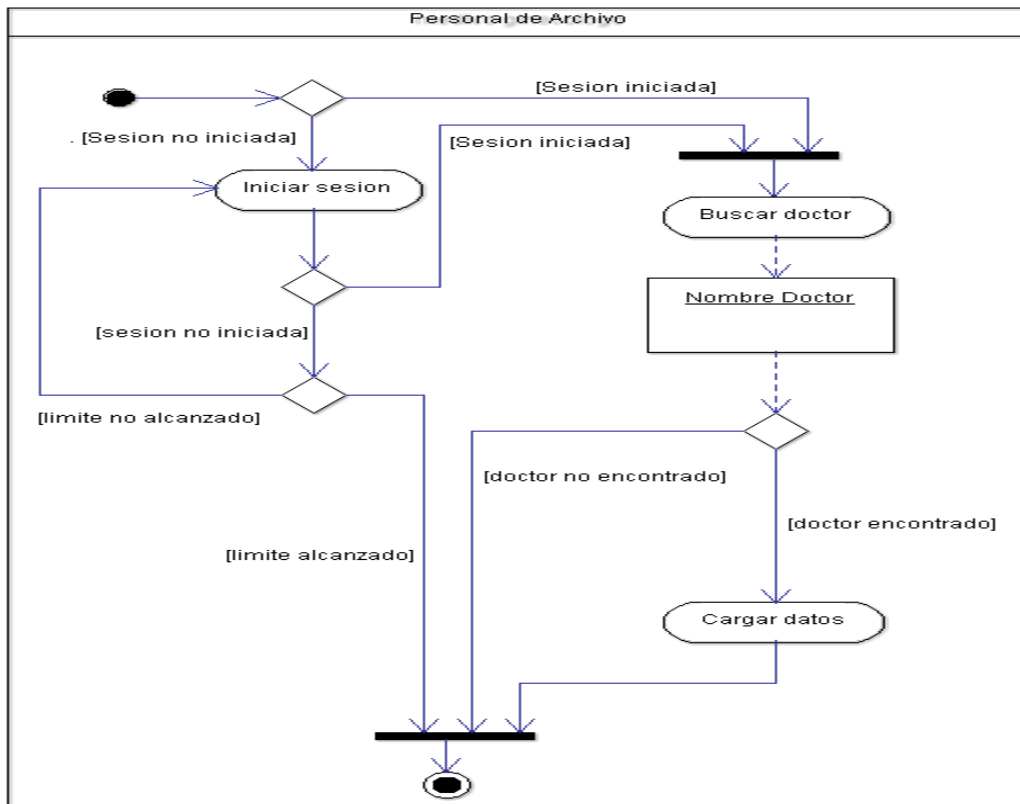 Personal de Archivo
[Sesion iniciada]
. [Sesion no iniciada]
[Sesion iniciada]
Iniciar sesion
Buscar doctor
Nombre Doctor
[sesion no iniciada]
[limite no alcanzado]
[doctor no encontrado]
[doctor encontrado]
[limite alcanzado]
Cargar datos